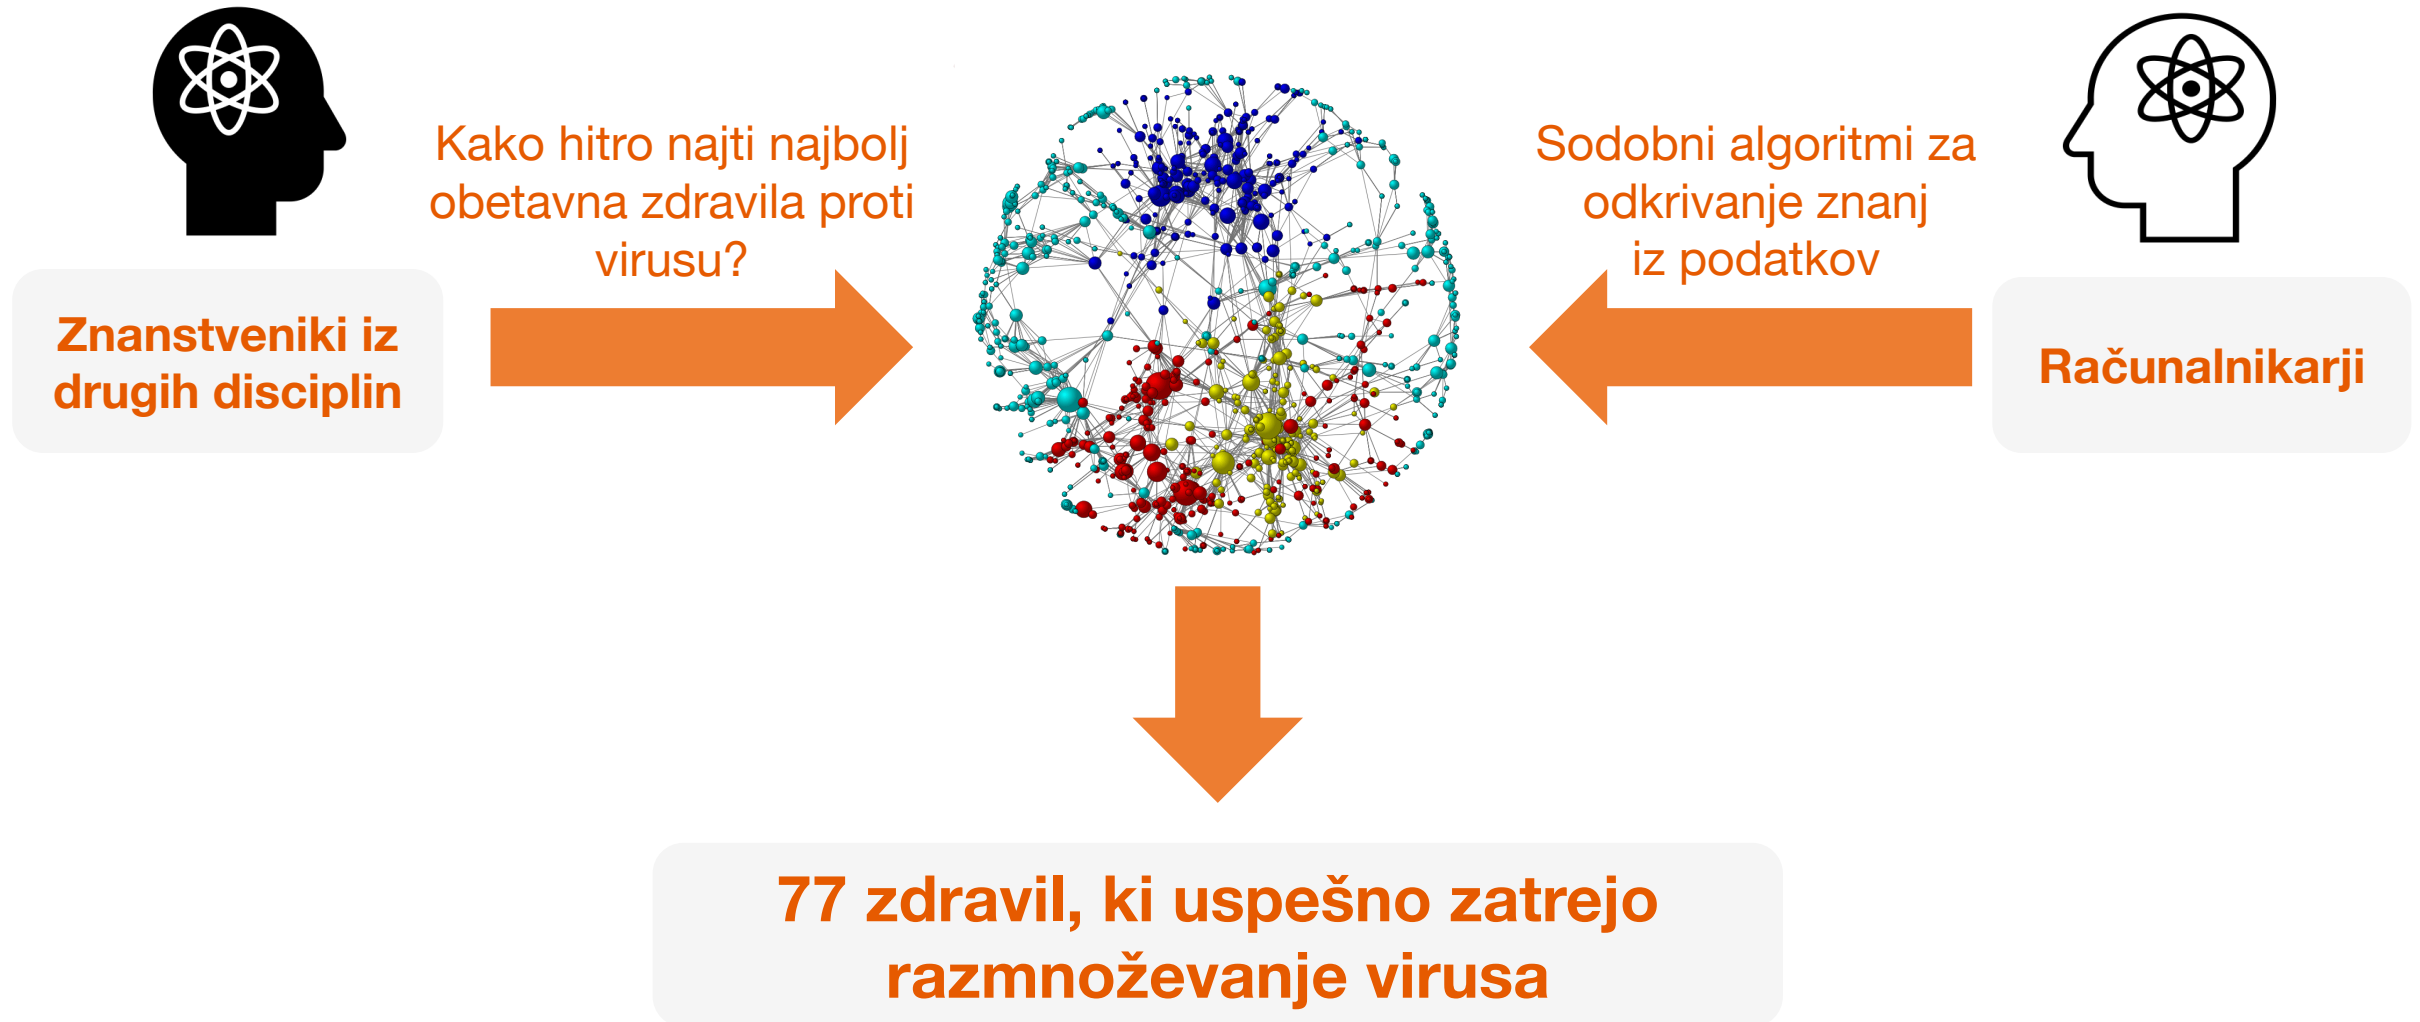 Kako hitro najti najbolj
obetavna zdravila proti
virusu?
Znanstveniki iz
drugih disciplin
Sodobni algoritmi za
odkrivanje znanj
iz podatkov
Računalnikarji
77 zdravil, ki uspešno zatrejo
razmnoževanje virusa